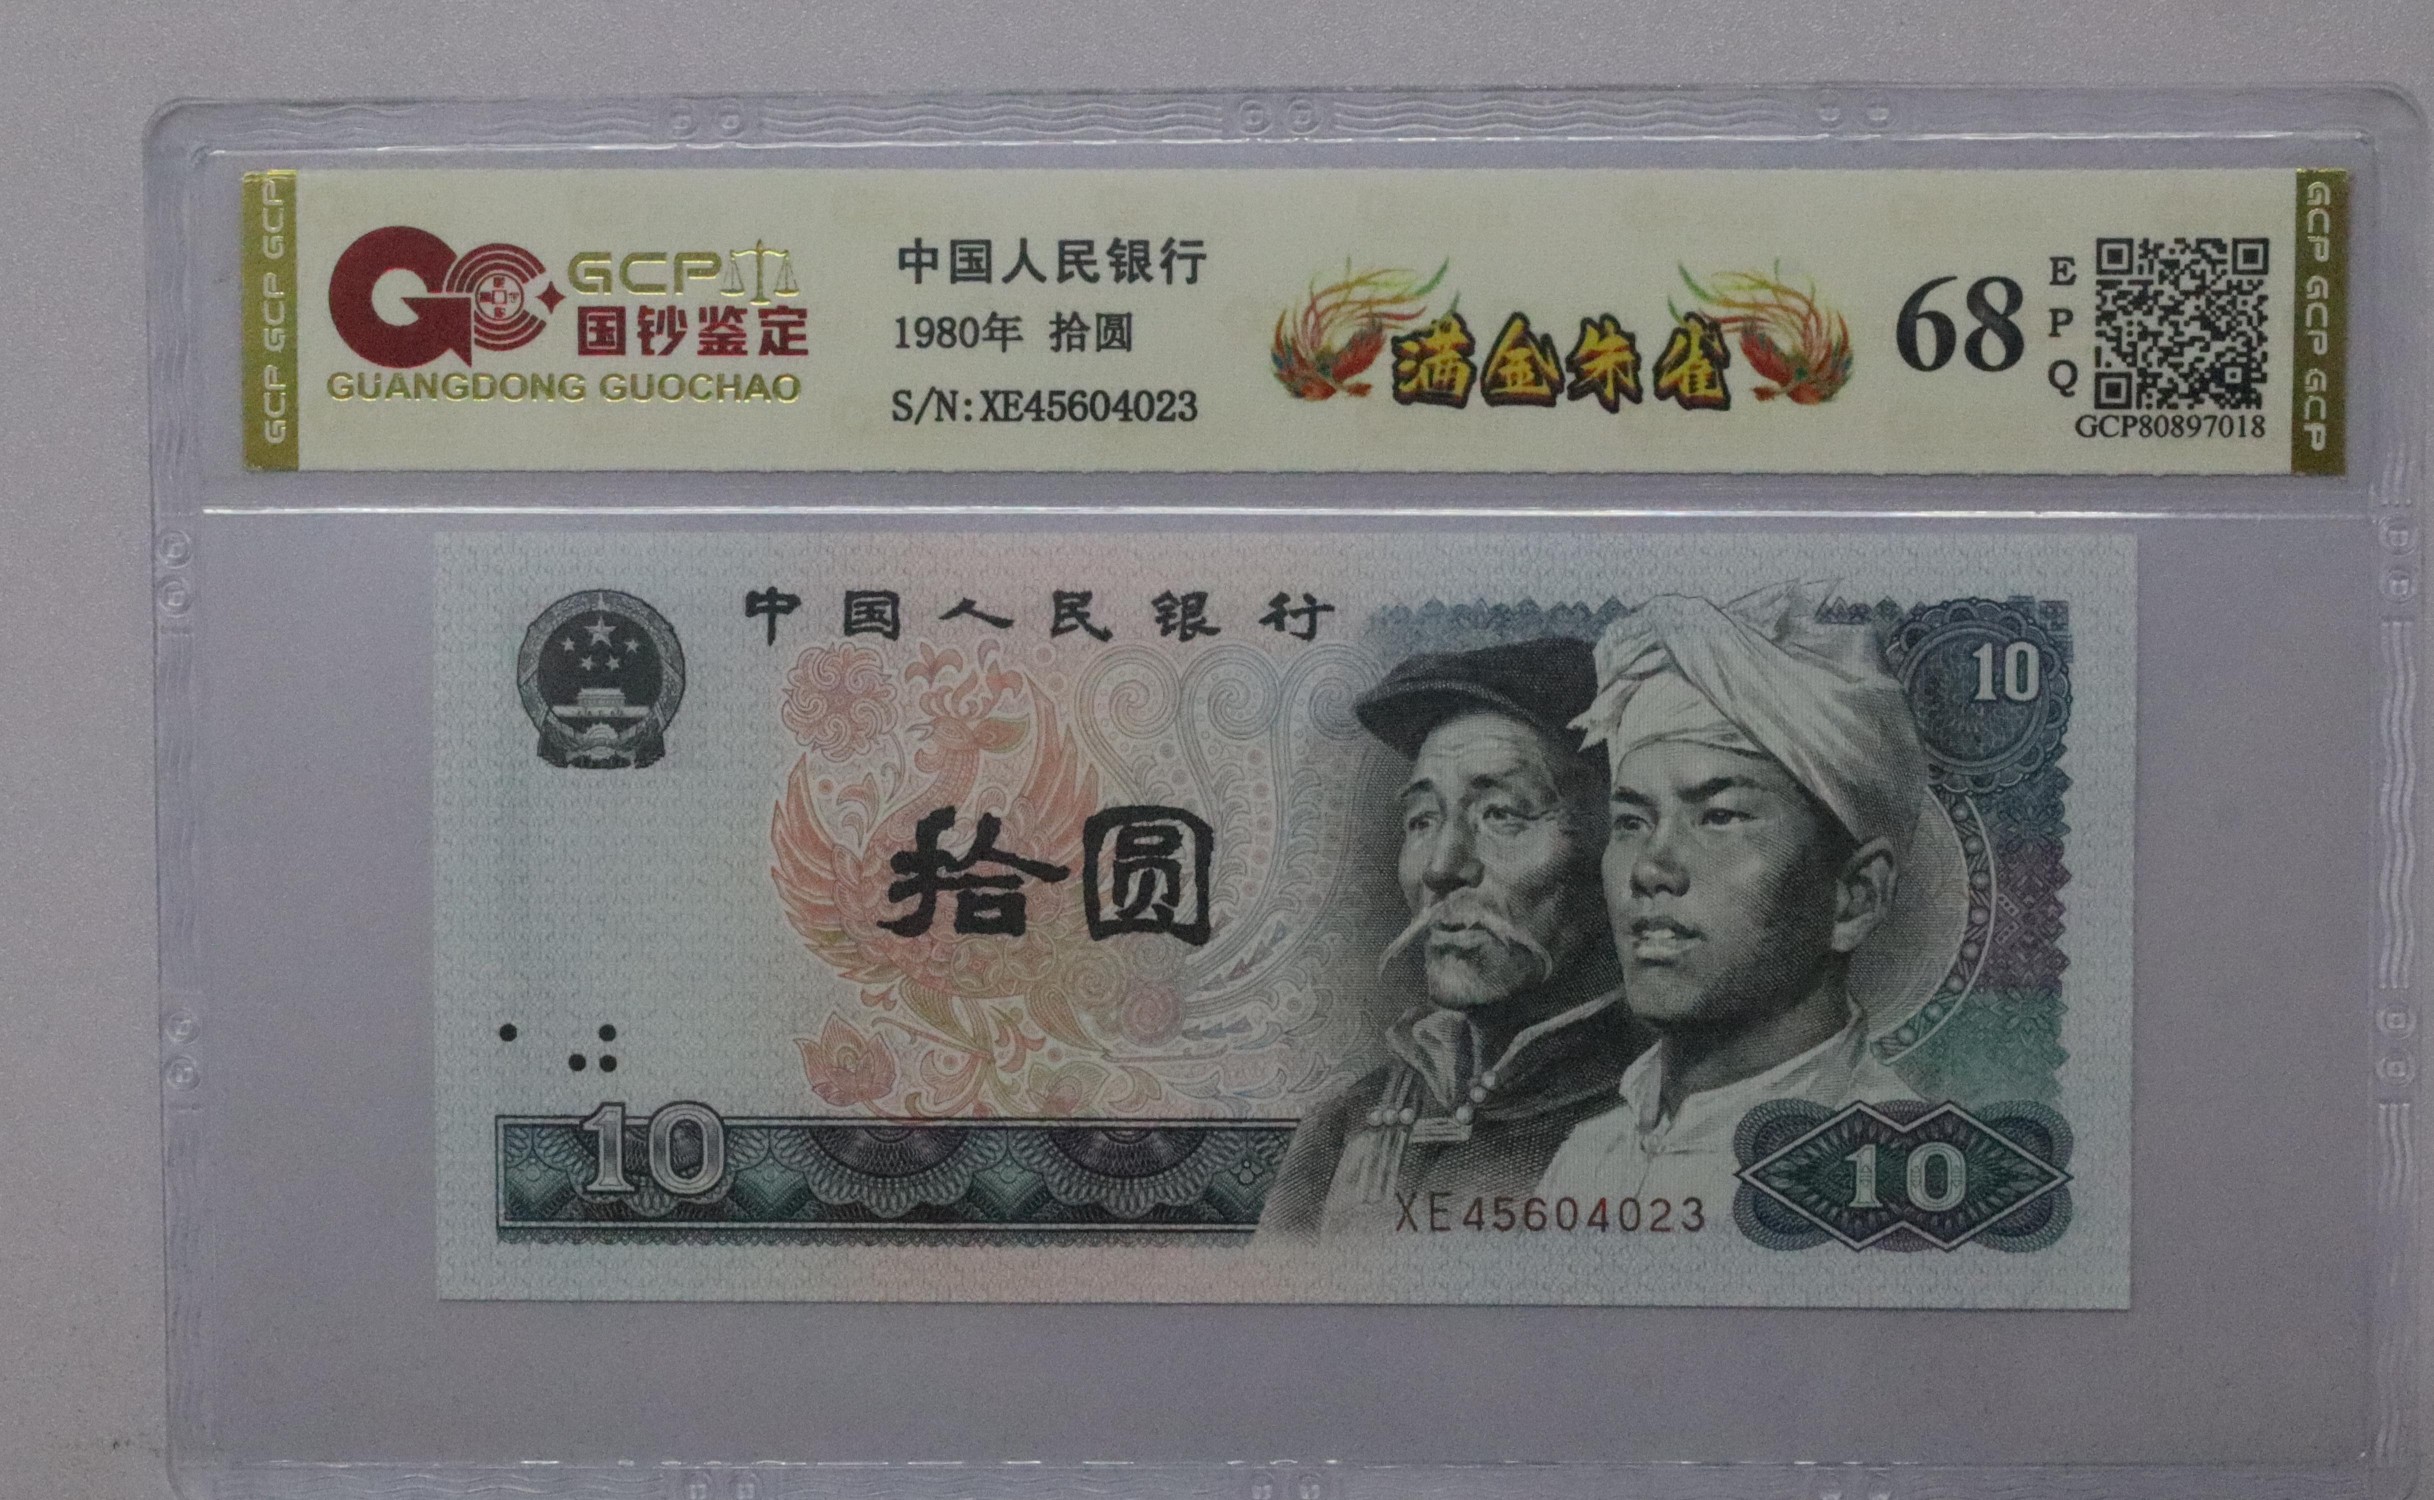 GCP GCP GCP
GCP
国钞鉴定
GUANGDONG GUOCHAO
中国人民银行
1980年 拾圆
S/N:XE45604023
满金朱雀
68
E
P
Q
GCP80897018
GCP GCP GCP
中国人民银行
10
拾圆
10
XE45604023
10